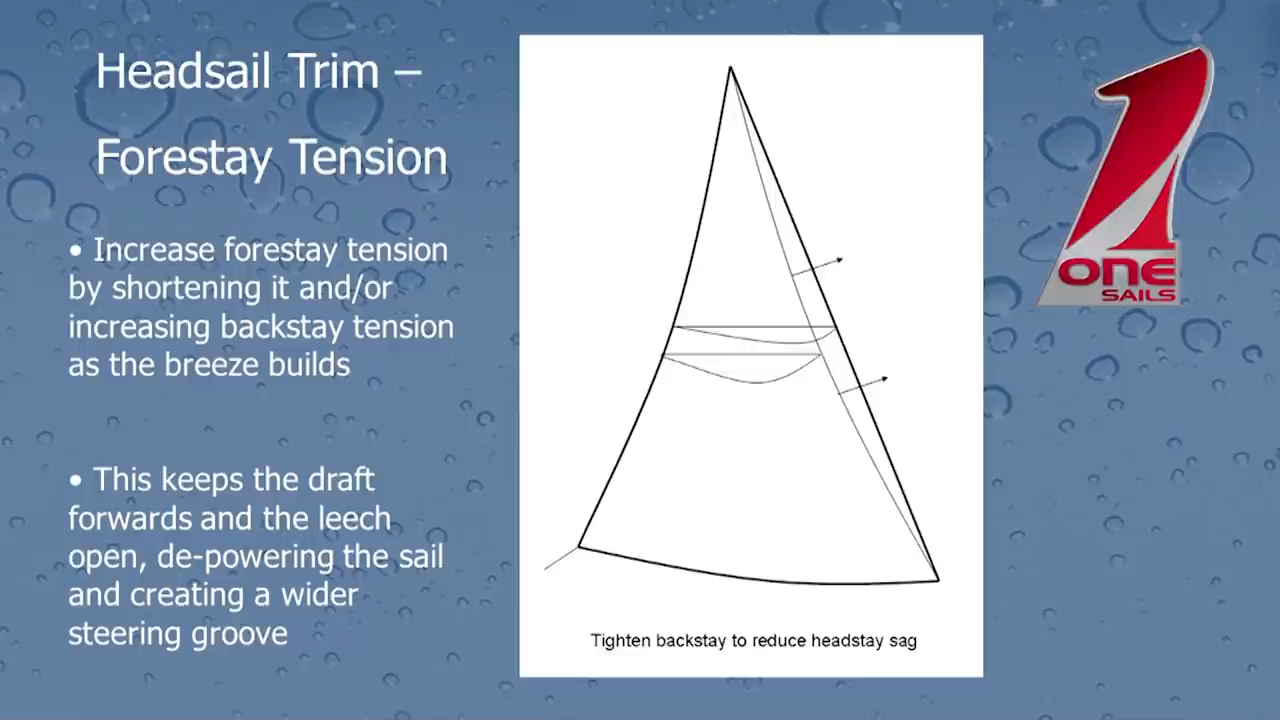 Headsail Trim –
Forestay Tension
• Increase forestay tension
by shortening it and/or
increasing backstay tension
as the breeze builds
• This keeps the draft
forwards and the leech
open, de-powering the sail
and creating a wider
steering groove
Tighten backstay to reduce headstay sag
1
ONE
SAILS